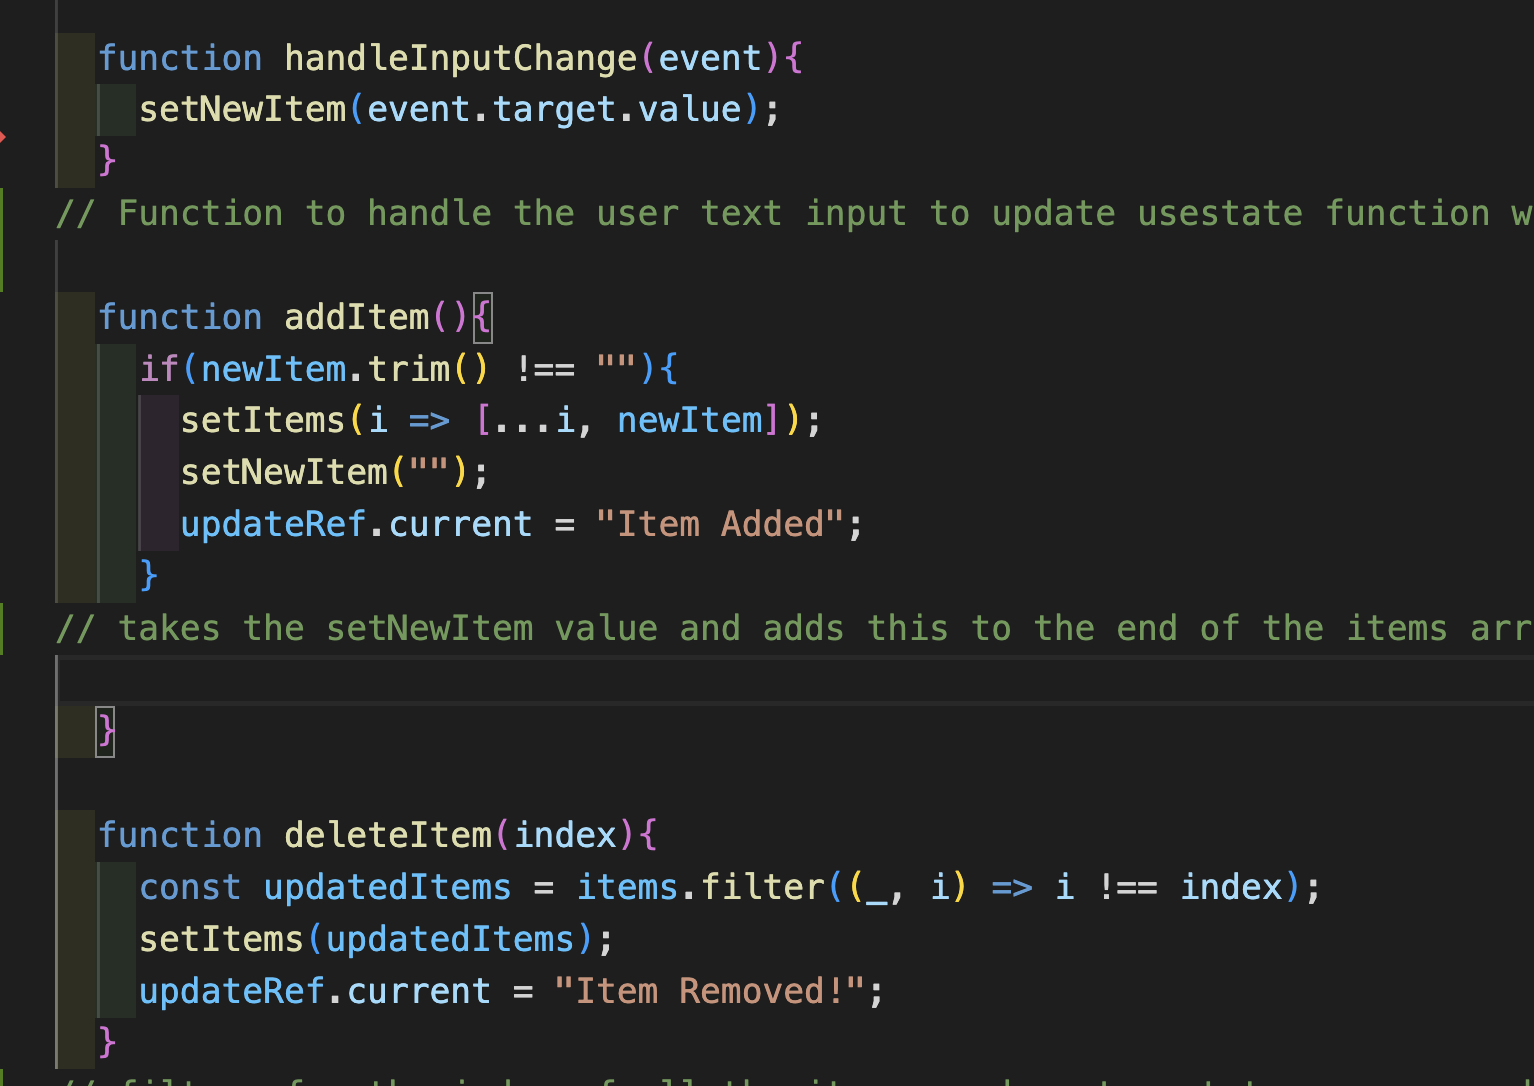 function handleInputChange(event){
setNewItem(event.target.value);
}
// Function to handle the user text input to update usestate function w
function addItem(){
if(newItem.trim() !== ""){
setItems(i => [...i, newItem]);
setNewItem("");
updateRef.current = "Item Added";
}
// takes the setNewItem value and adds this to the end of the items arr
}
function deleteItem(index){
const updatedItems = items.filter((_, i) => i !== index);
setItems(updatedItems);
updateRef.current = "Item Removed!";
}